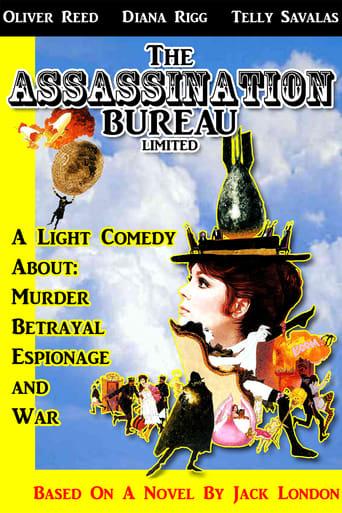 OLIVER REED DIANA RIGG TELLY SAVALAS
THE
ASSASSINATION
BUREAU
LIMITED
A LIGHT COMEDY
ABOUT:
MURDER
BETRAYAL
ESPIONAGE
AND
WAR
BASED ON A NOVEL BY JACK LONDON